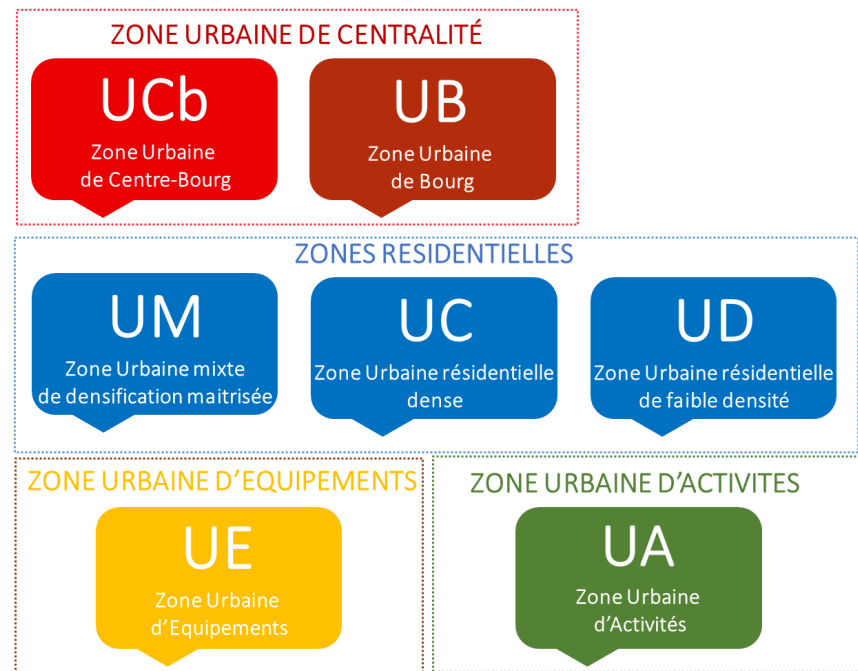 ZONE URBAINE DE CENTRALITÉ
UCb
Zone Urbaine
de Centre-Bourg
UB
Zone Urbaine
de Bourg
ZONES RESIDENTIELLES
UM
Zone Urbaine mixte
de densification maitrisée
UC
Zone Urbaine résidentielle
dense
UD
Zone Urbaine résidentielle
de faible densité
ZONE URBAINE D’EQUIPEMENTS
UE
Zone Urbaine
d’Equipements
ZONE URBAINE D’ACTIVITES
UA
Zone Urbaine
d’Activités